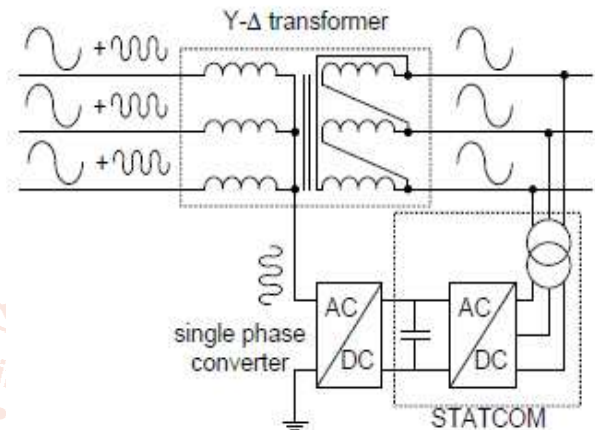 Y-Δ transformer
+
+
+
single phase
converter
AC
DC
AC
DC
STATCOM